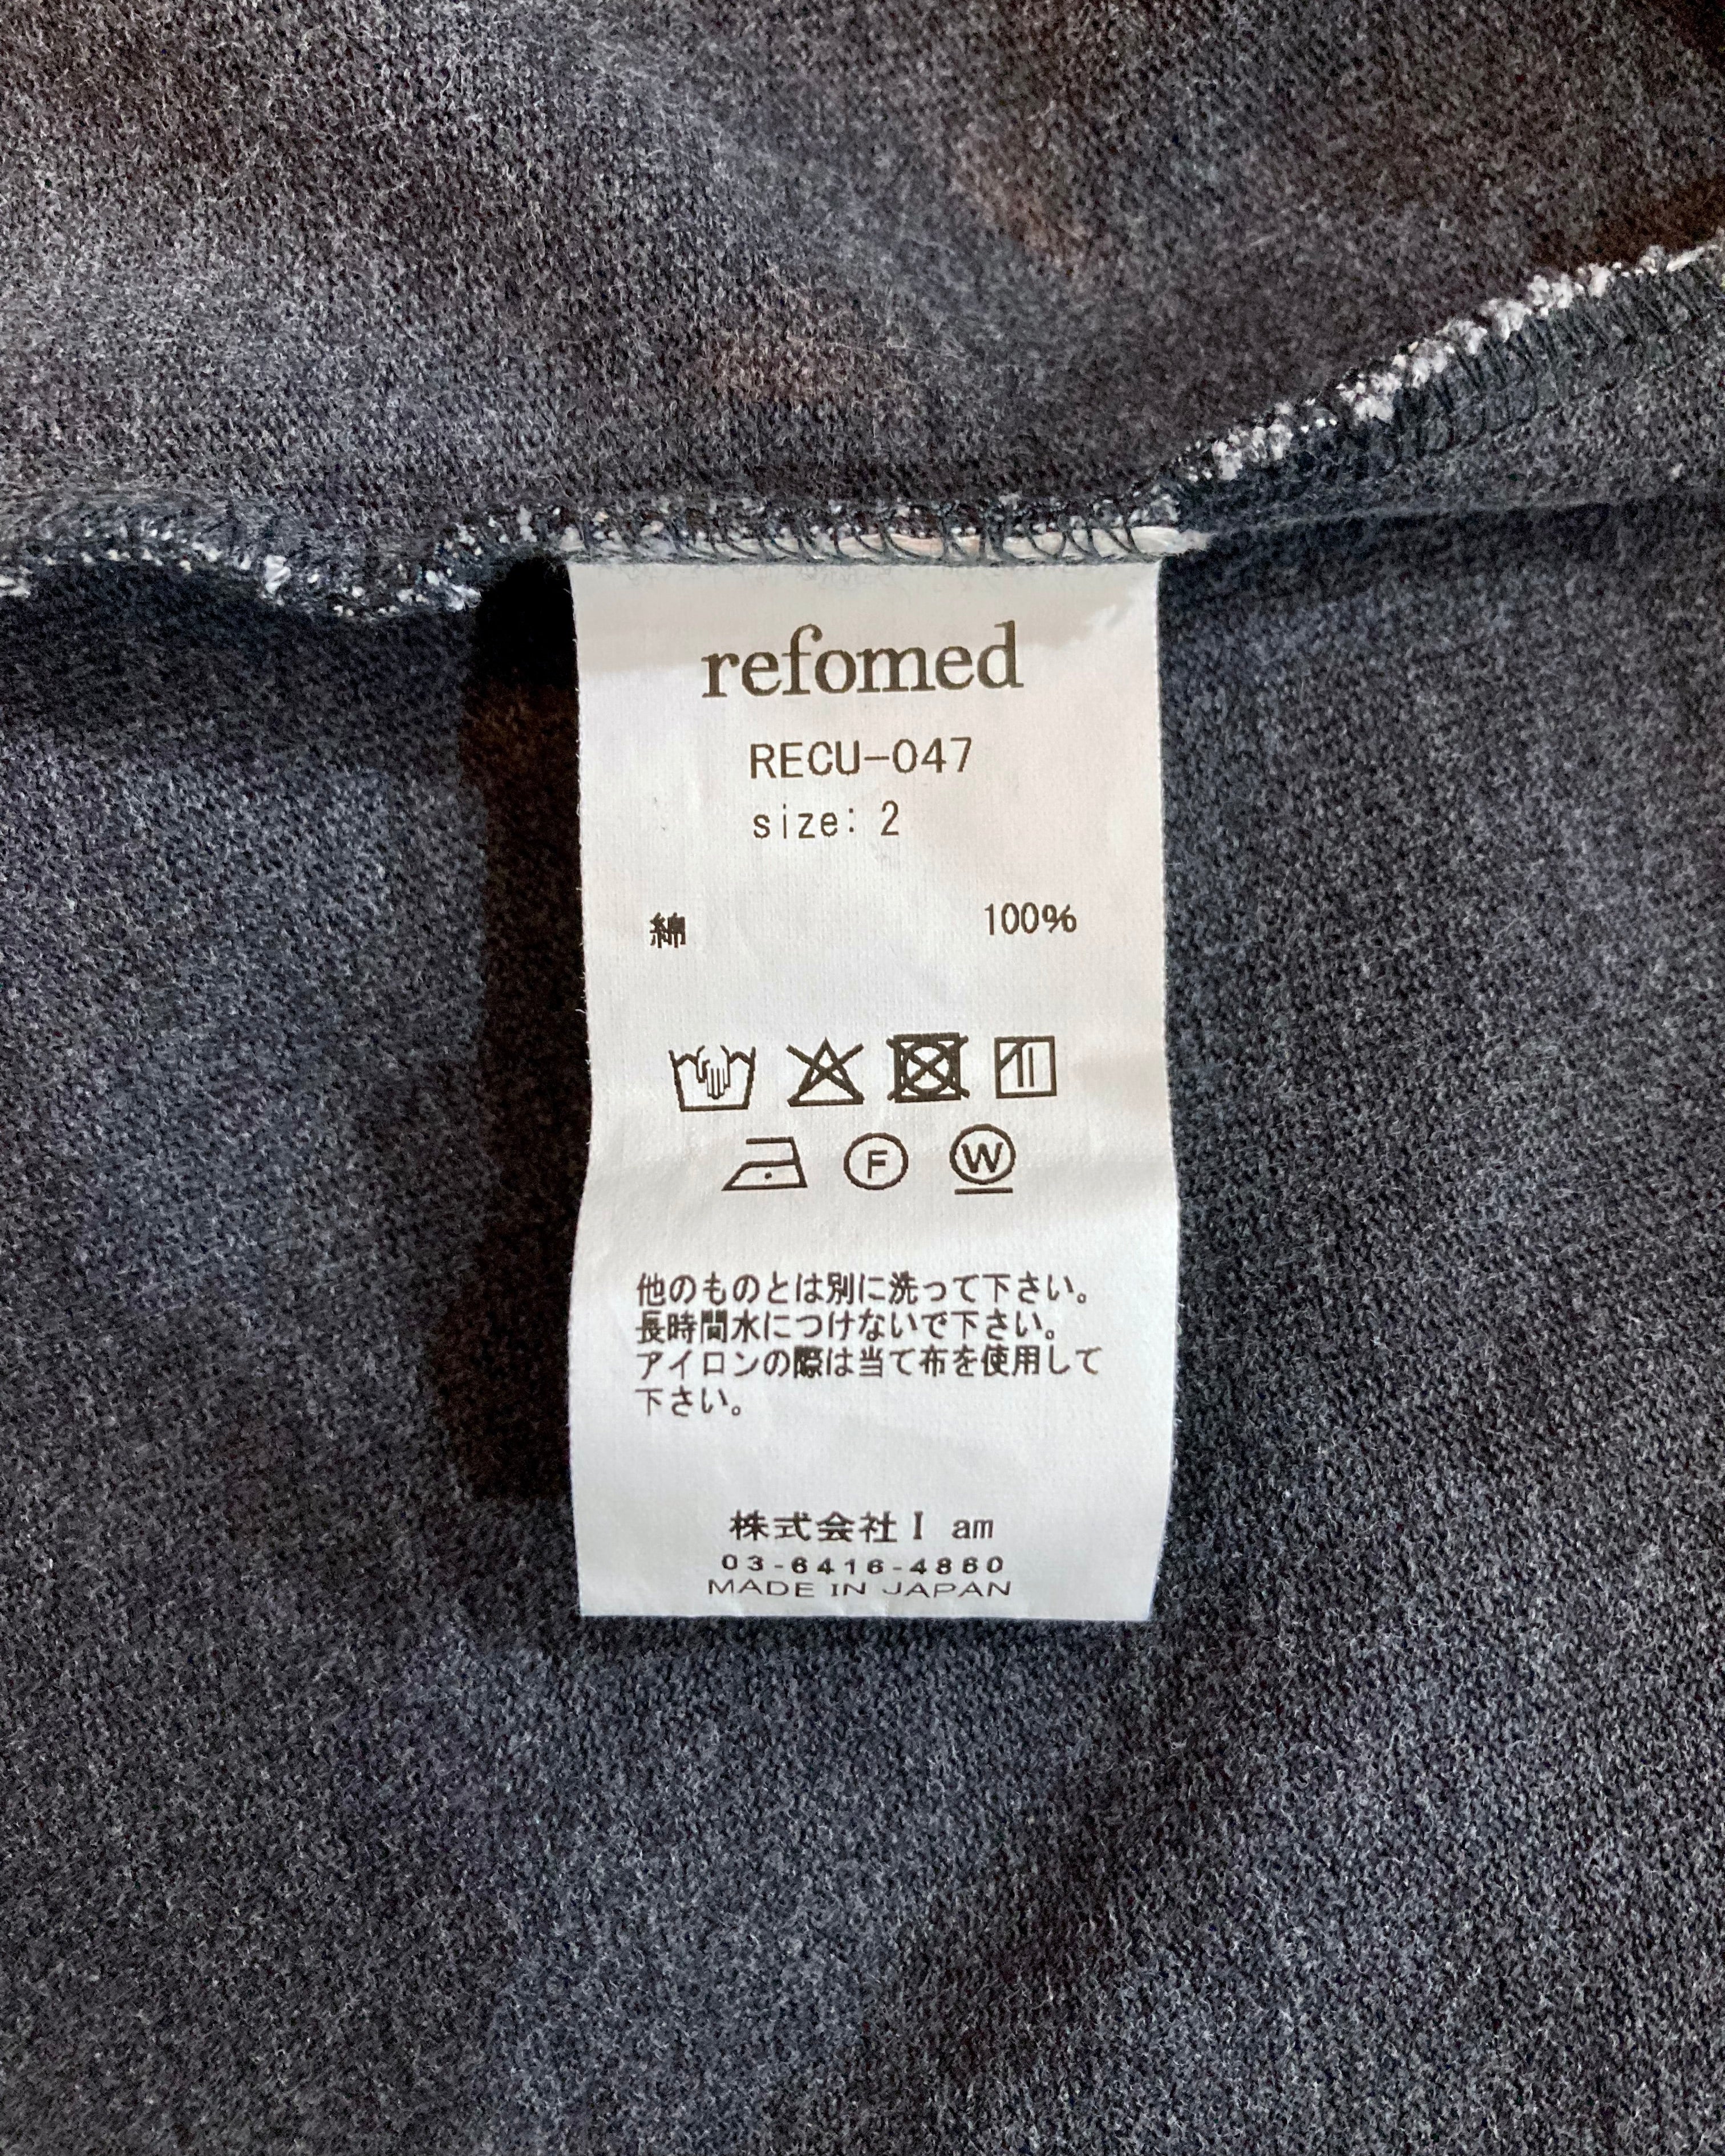 refomed
RECU-047
size: 2
綿 100%
F W
他のものとは別に洗って下さい。
長時間水につけないで下さい。
アイロンの際は当て布を使用して
下さい。
株式会社I am
03-6416-4860
MADE IN JAPAN